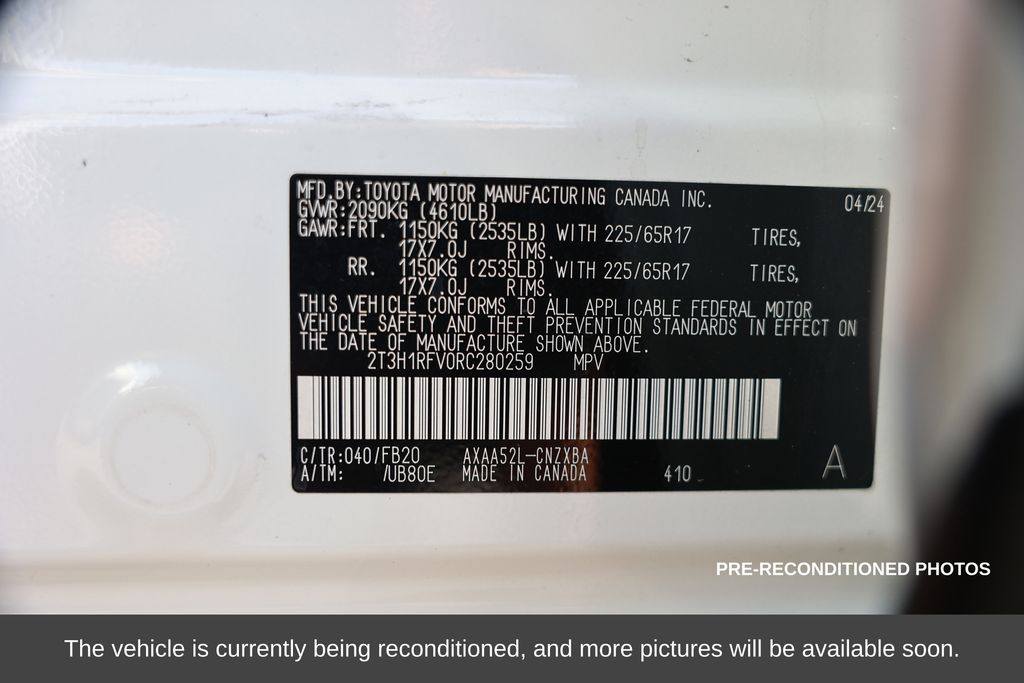 MFD.BY:TOYOTA MOTOR MANUFACTURING CANADA INC. 04/24
GVWR:2090KG (4610LB)
GAWR:FRT. 1150KG (2535LB) WITH 225/65R17 TIRES,
17X7.0J RIMS.
RR. 1150KG (2535LB) WITH 225/65R17 TIRES,
17X7.0J RIMS.
THIS VEHICLE CONFORMS TO ALL APPLICABLE FEDERAL MOTOR
VEHICLE SAFETY AND THEFT PREVENTION STANDARDS IN EFFECT ON
THE DATE OF MANUFACTURE SHOWN ABOVE.
2T3H1RFV0RC280259 MPV
C/TR:040/FB20 AXAA52L-CNZXBA
A/TM: /UB80E MADE IN CANADA 410 A
PRE-RECONDITIONED PHOTOS
The vehicle is currently being reconditioned, and more pictures will be available soon.